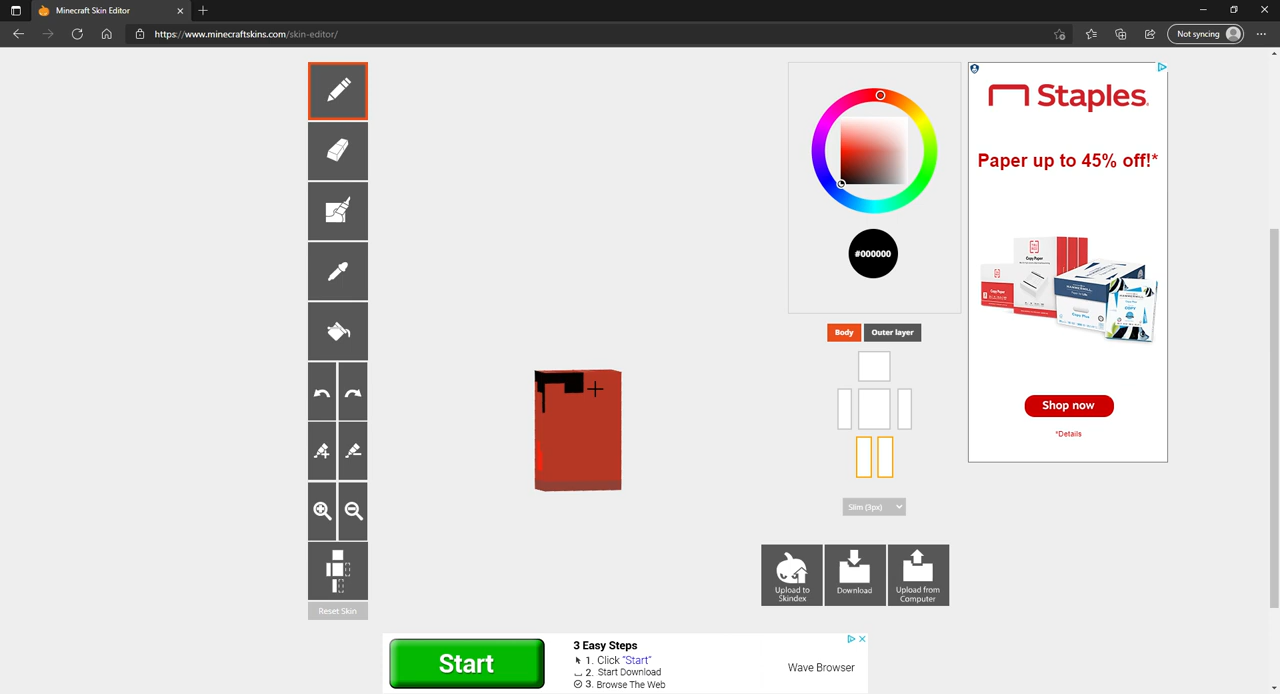 Minecraft Skin Editor
https://www.minecraftskins.com/skin-editor/
Not syncing
#000000
Body
Outer layer
Slim (3px)
Upload to
Skindex
Download
Upload from
Computer
Reset Skin
Staples.
Paper up to 45% off!*
Shop now
*Details
Start
3 Easy Steps
1. Click "Start"
2. Start Download
3. Browse The Web
Wave Browser